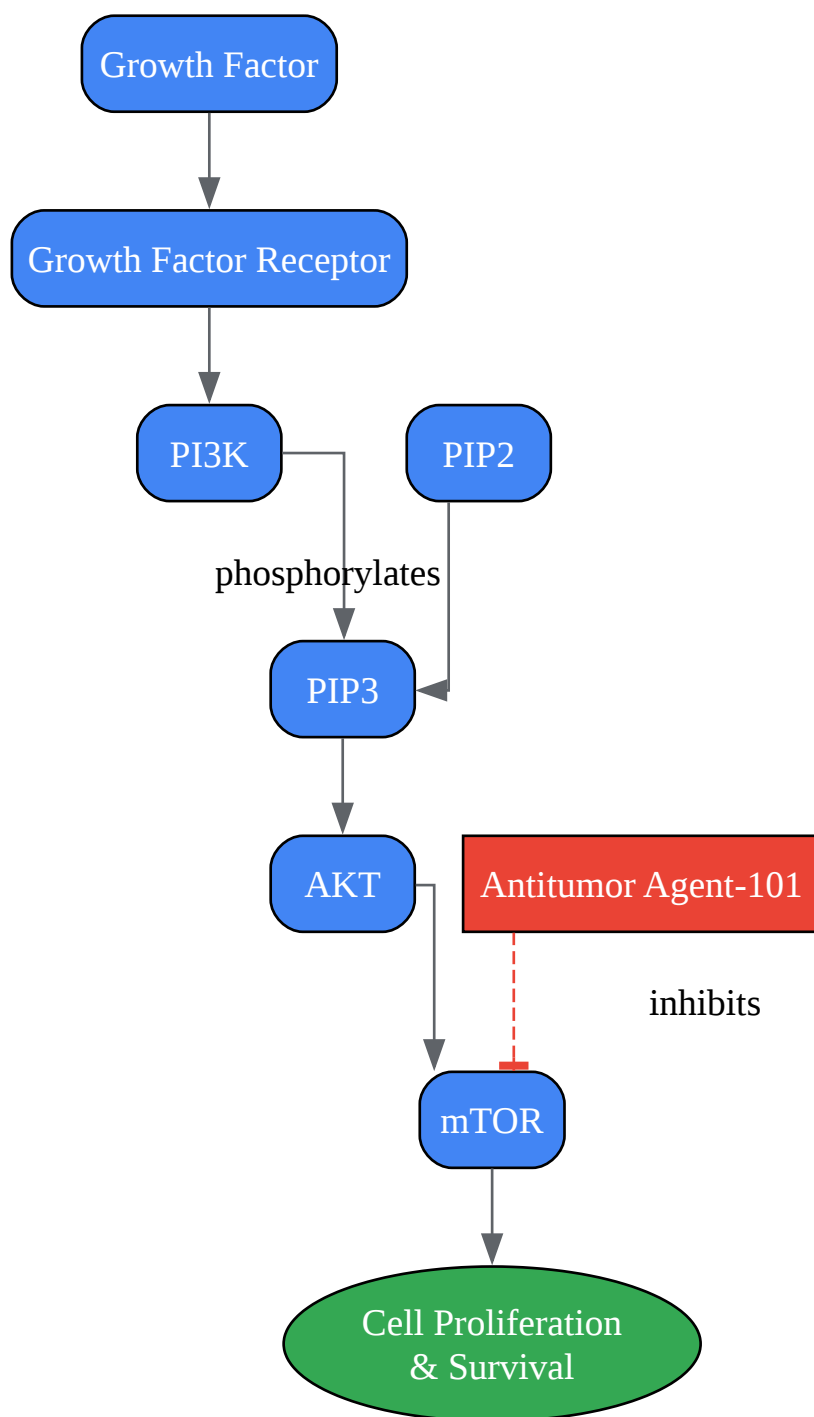 Growth Factor
Growth Factor Receptor
PI3K
PIP2
phosphorylates
PIP3
AKT
Antitumor Agent-101
inhibits
mTOR
Cell Proliferation
& Survival